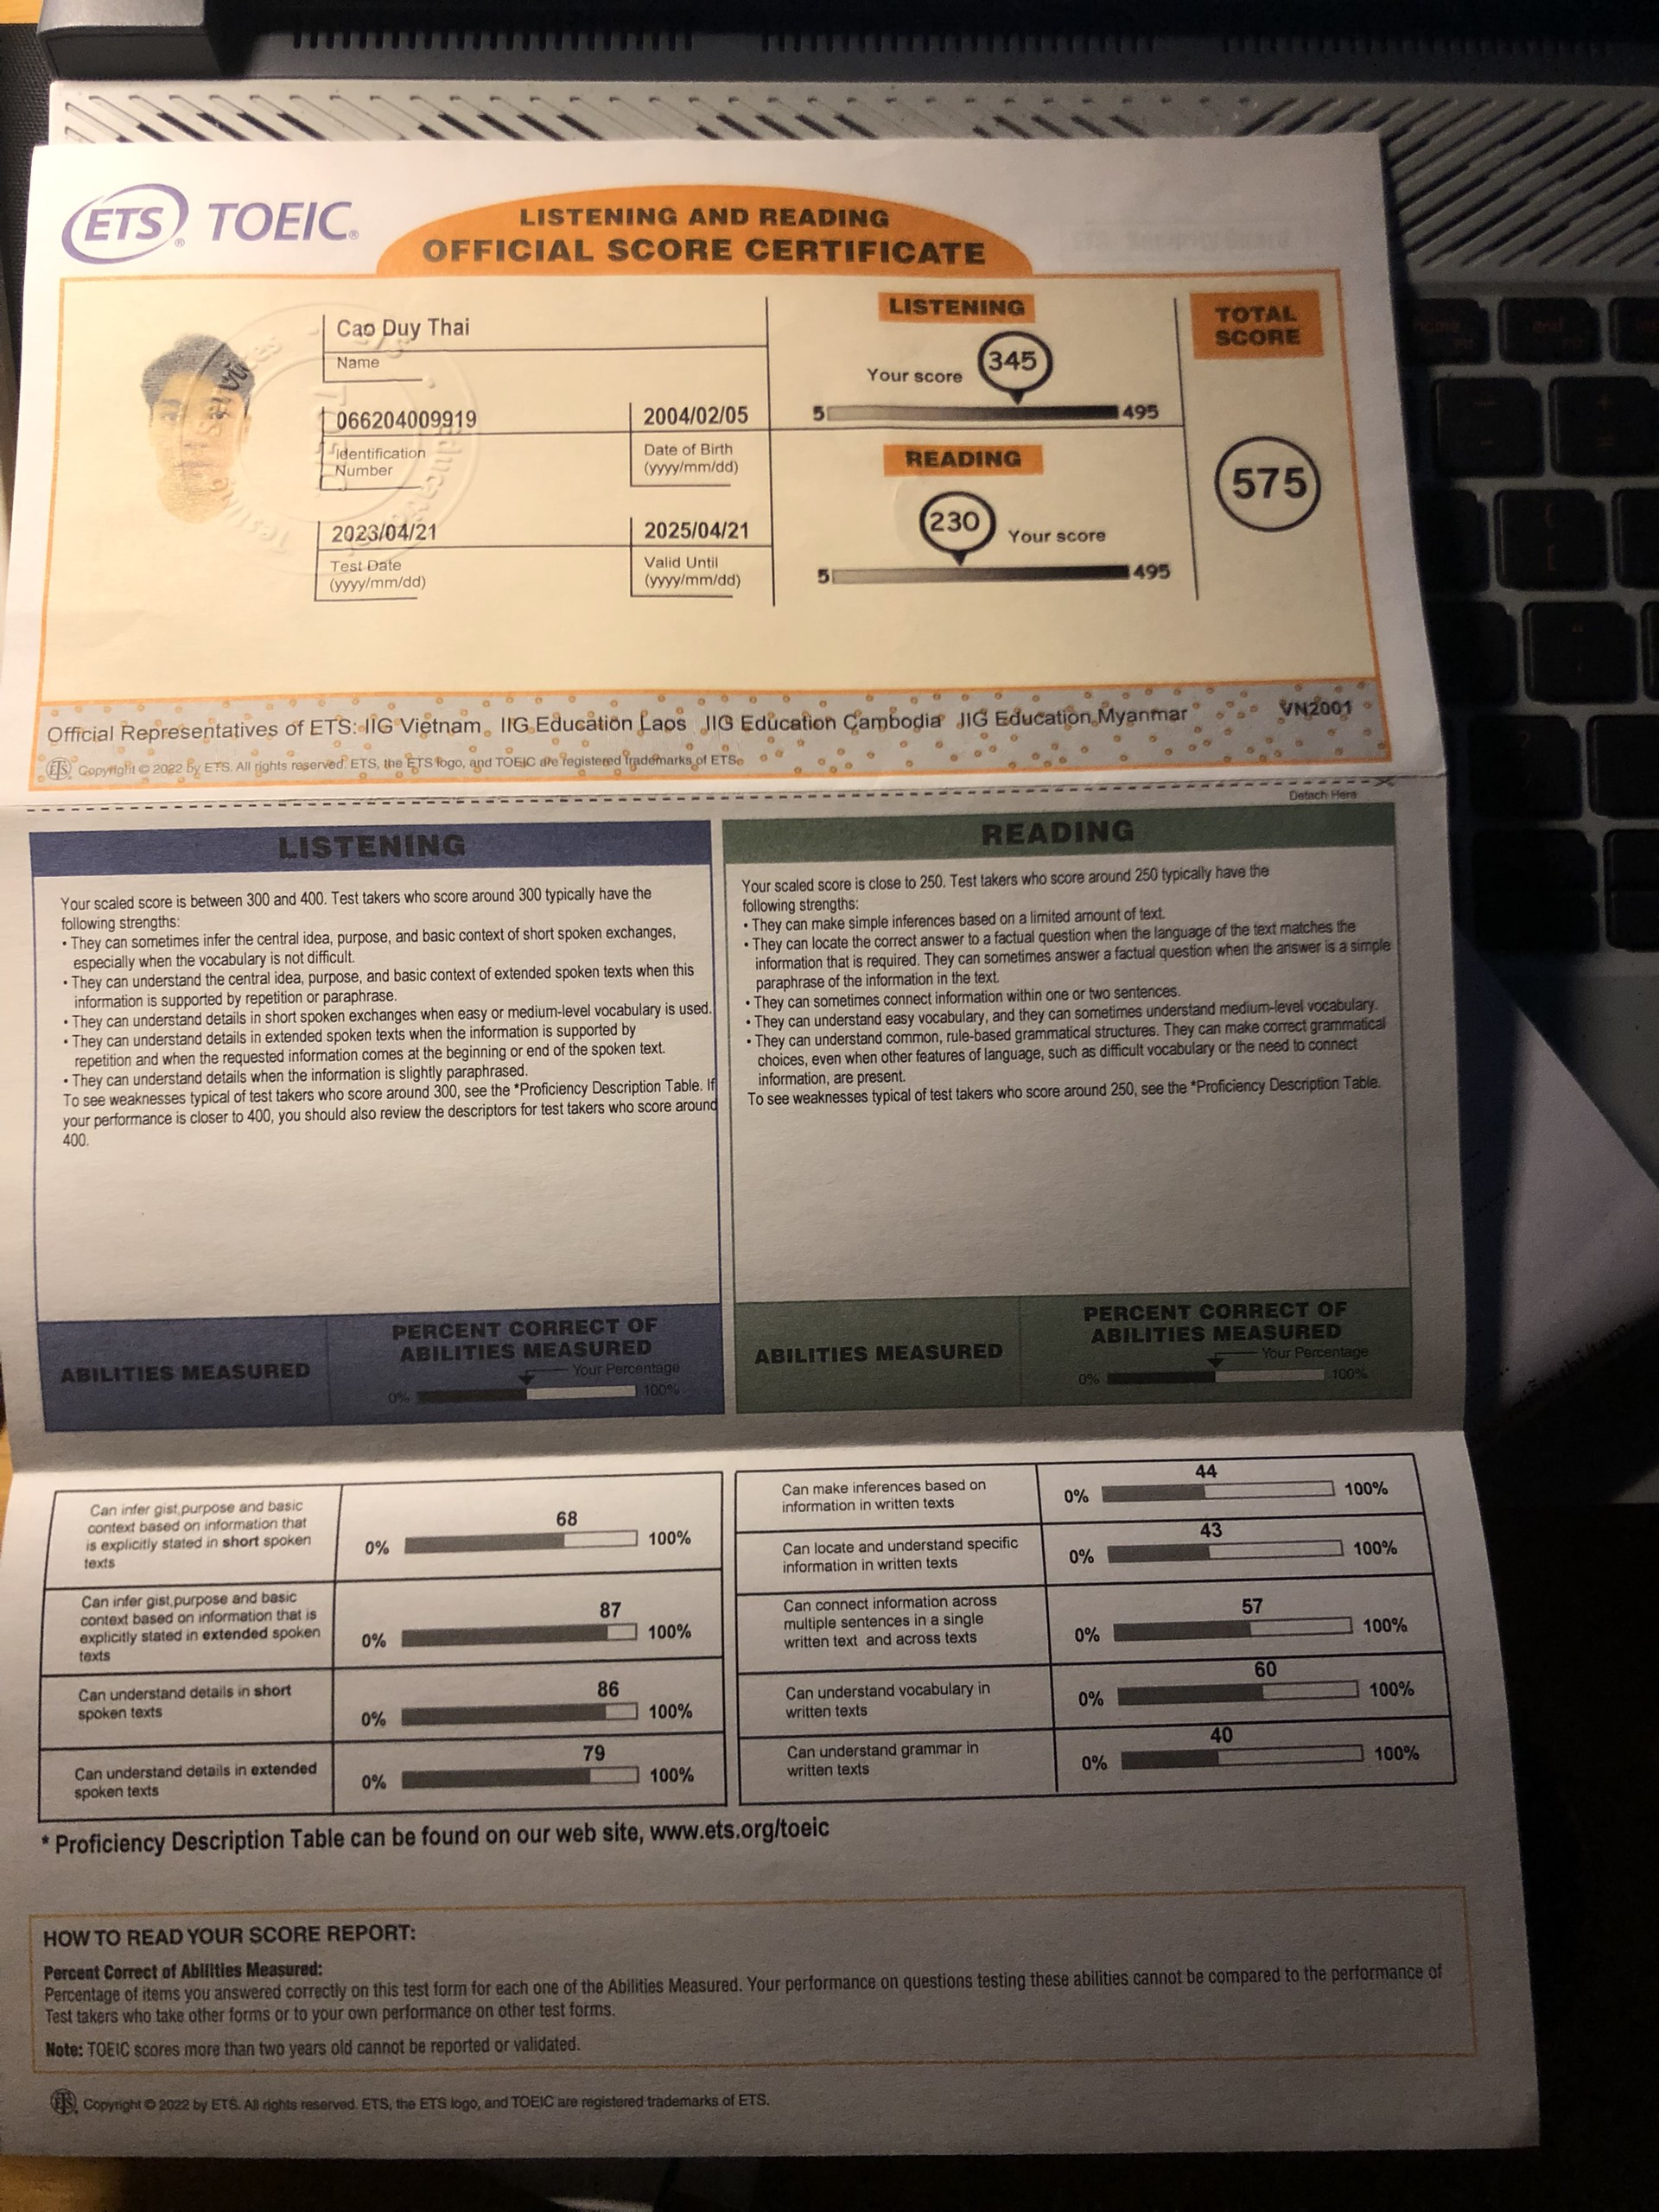 ETS® TOEIC®
LISTENING AND READING
OFFICIAL SCORE CERTIFICATE
Cao Duy Thai
Name
066204009919
Identification
Number
2004/02/05
Date of Birth
(yyyy/mm/dd)
2023/04/21
Test Date
(yyyy/mm/dd)
2025/04/21
Valid Until
(yyyy/mm/dd)
LISTENING
Your score 345
5 495
READING
230 Your score
5 495
TOTAL
SCORE
575
Official Representatives of ETS: IIG Vietnam IIG Education Laos IIG Education Cambodia IIG Education Myanmar VN2001
Copyright © 2022 by ETS. All rights reserved. ETS, the ETS logo, and TOEIC are registered trademarks of ETS.
Detach Here
LISTENING
Your scaled score is between 300 and 400. Test takers who score around 300 typically have the
following strengths:
• They can sometimes infer the central idea, purpose, and basic context of short spoken exchanges,
especially when the vocabulary is not difficult.
• They can understand the central idea, purpose, and basic context of extended spoken texts when this
information is supported by repetition or paraphrase.
• They can understand details in short spoken exchanges when easy or medium-level vocabulary is used.
• They can understand details in extended spoken texts when the information is supported by
repetition and when the requested information comes at the beginning or end of the spoken text.
• They can understand details when the information is slightly paraphrased.
To see weaknesses typical of test takers who score around 300, see the *Proficiency Description Table. If
your performance is closer to 400, you should also review the descriptors for test takers who score around
400.
ABILITIES MEASURED
PERCENT CORRECT OF
ABILITIES MEASURED
Your Percentage
0% 100%
READING
Your scaled score is close to 250. Test takers who score around 250 typically have the
following strengths:
• They can make simple inferences based on a limited amount of text.
• They can locate the correct answer to a factual question when the language of the text matches the
information that is required. They can sometimes answer a factual question when the answer is a simple
paraphrase of the information in the text.
• They can sometimes connect information within one or two sentences.
• They can understand easy vocabulary, and they can sometimes understand medium-level vocabulary.
• They can understand common, rule-based grammatical structures. They can make correct grammatical
choices, even when other features of language, such as difficult vocabulary or the need to connect
information, are present.
To see weaknesses typical of test takers who score around 250, see the *Proficiency Description Table.
ABILITIES MEASURED
PERCENT CORRECT OF
ABILITIES MEASURED
Your Percentage
0% 100%
Can infer gist,purpose and basic
context based on information that
is explicitly stated in short spoken
texts
68
0% 100%
Can infer gist,purpose and basic
context based on information that is
explicitly stated in extended spoken
texts
87
0% 100%
Can understand details in short
spoken texts
86
0% 100%
Can understand details in extended
spoken texts
79
0% 100%
Can make inferences based on
information in written texts
44
0% 100%
Can locate and understand specific
information in written texts
43
0% 100%
Can connect information across
multiple sentences in a single
written text and across texts
57
0% 100%
Can understand vocabulary in
written texts
60
0% 100%
Can understand grammar in
written texts
40
0% 100%
* Proficiency Description Table can be found on our web site, www.ets.org/toeic
HOW TO READ YOUR SCORE REPORT:
Percent Correct of Abilities Measured:
Percentage of items you answered correctly on this test form for each one of the Abilities Measured. Your performance on questions testing these abilities cannot be compared to the performance of
Test takers who take other forms or to your own performance on other test forms.
Note: TOEIC scores more than two years old cannot be reported or validated.
Copyright © 2022 by ETS. All rights reserved. ETS, the ETS logo, and TOEIC are registered trademarks of ETS.